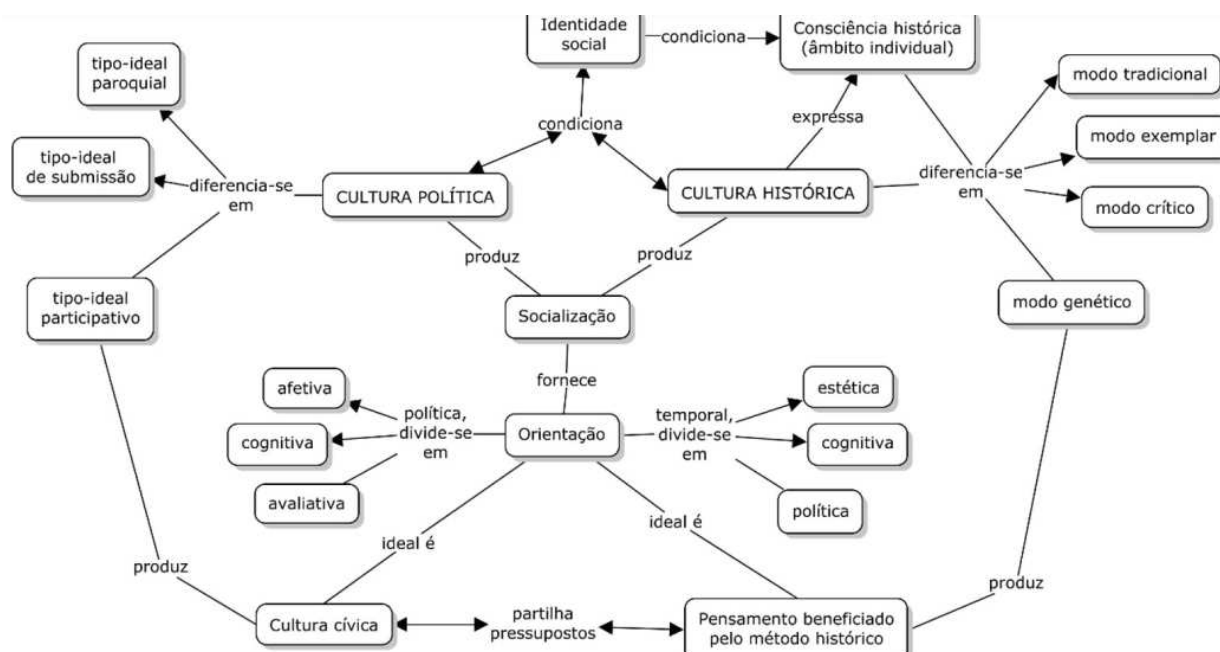 Identidade
social
condiciona
Consciência histórica
(âmbito individual)
tipo-ideal
paroquial
modo tradicional
condiciona
expressa
modo exemplar
tipo-ideal
de submissão
diferencia-se
em
CULTURA POLÍTICA
CULTURA HISTÓRICA
diferencia-se
em
modo crítico
produz
produz
tipo-ideal
participativo
Socialização
modo genético
fornece
afetiva
estética
política,
divide-se
em
Orientação
temporal,
divide-se
em
cognitiva
cognitiva
avaliativa
política
ideal é
ideal é
produz
produz
Cultura cívica
partilha
pressupostos
Pensamento beneficiado
pelo método histórico